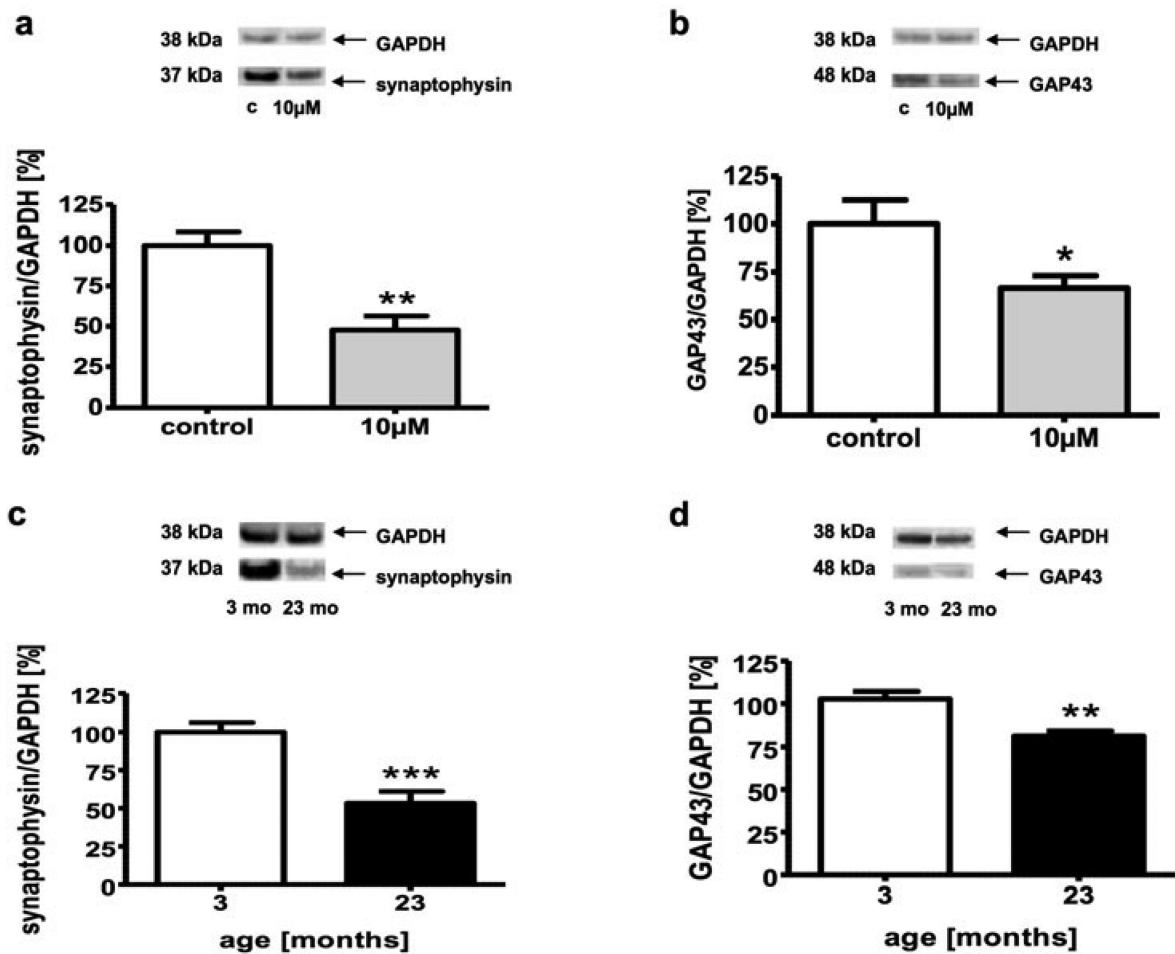 a
38 kDa
GAPDH
37 kDa
synaptophysin
c 10µM
synaptophysin/GAPDH [%]
125
100
75
50
25
0
**
control 10µM
b
38 kDa
GAPDH
48 kDa
GAP43
c 10µM
GAP43/GAPDH [%]
125
100
75
50
25
0
*
control 10µM
c
38 kDa
GAPDH
37 kDa
synaptophysin
3 mo 23 mo
synaptophysin/GAPDH [%]
125
100
75
50
25
0
***
3 23
age [months]
d
38 kDa
GAPDH
48 kDa
GAP43
3 mo 23 mo
GAP43/GAPDH [%]
125
100
75
50
25
0
**
3 23
age [months]